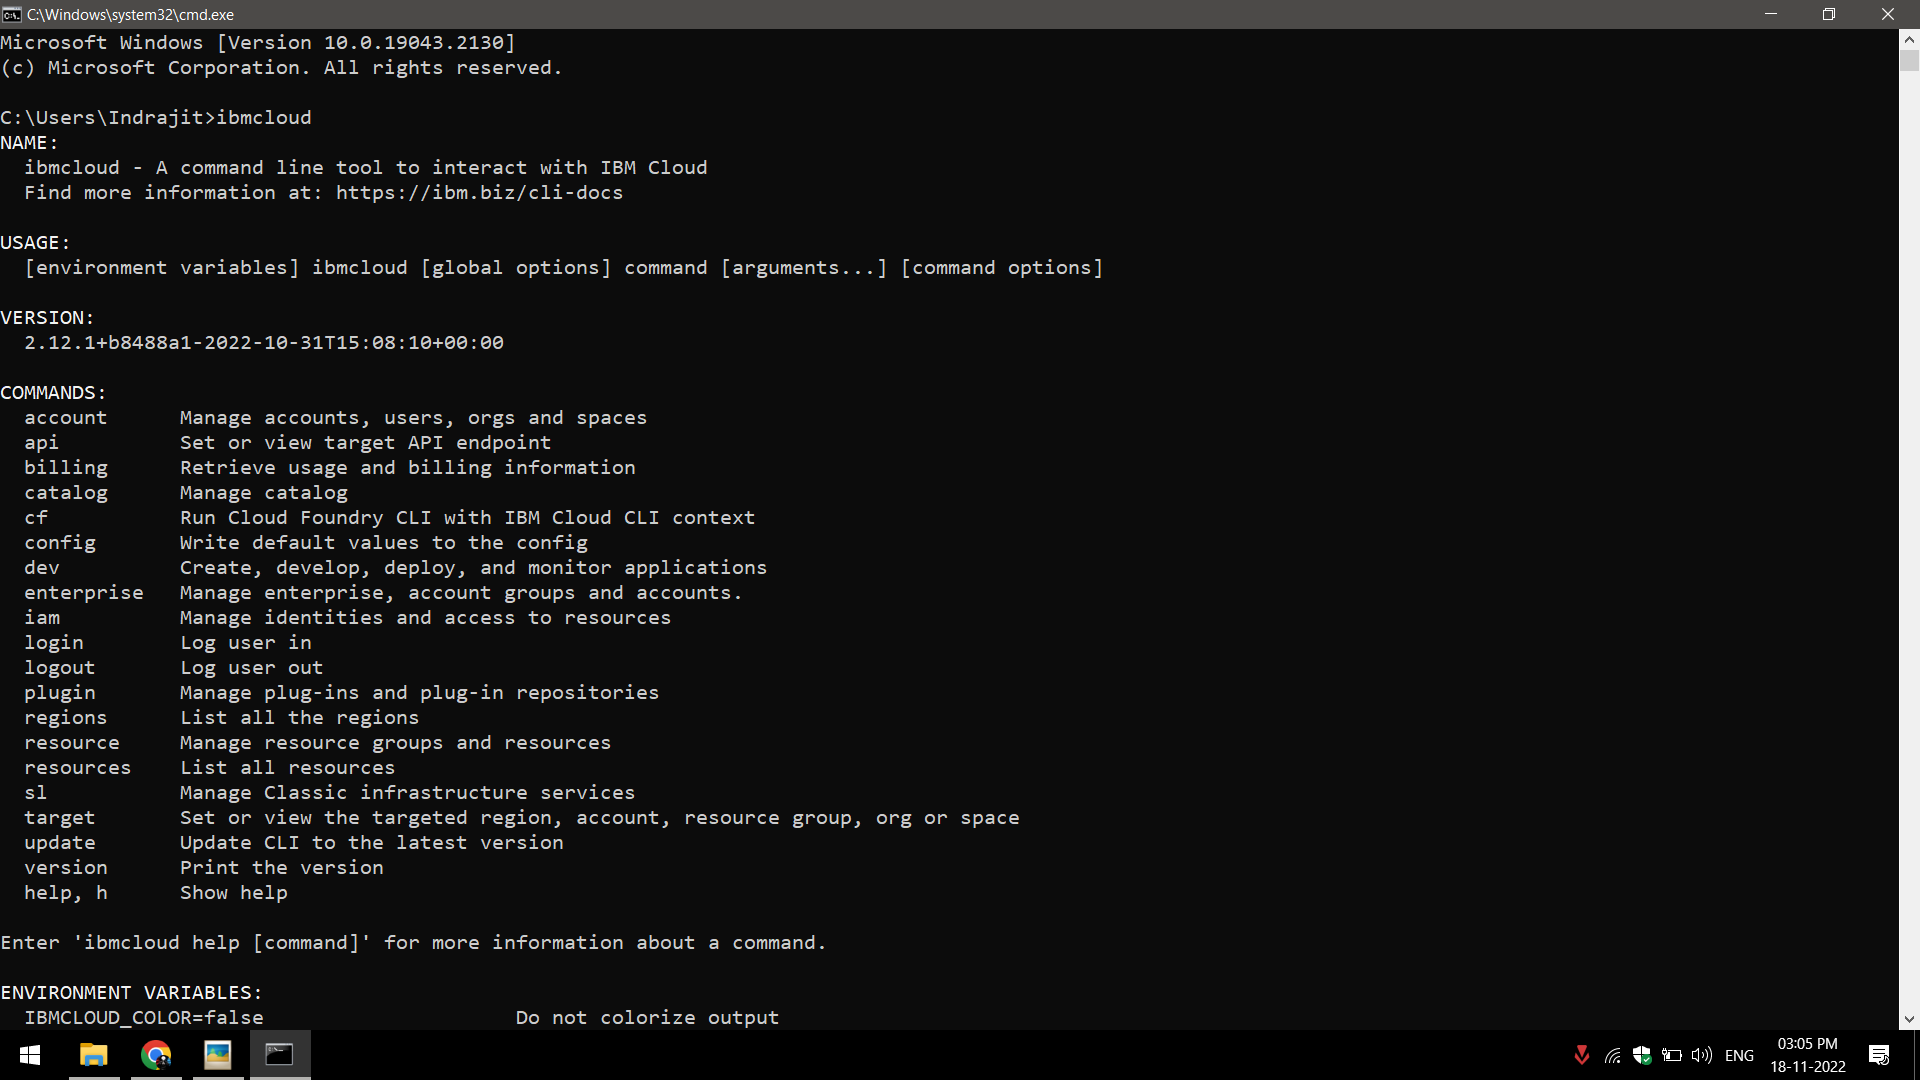 C:\Windows\system32\cmd.exe
Microsoft Windows [Version 10.0.19043.2130]
(c) Microsoft Corporation. All rights reserved.
C:\Users\Indrajit>ibmcloud
NAME:
ibmcloud - A command line tool to interact with IBM Cloud
Find more information at: https://ibm.biz/cli-docs
USAGE:
[environment variables] ibmcloud [global options] command [arguments...] [command options]
VERSION:
2.12.1+b8488a1-2022-10-31T15:08:10+00:00
COMMANDS:
account Manage accounts, users, orgs and spaces
api Set or view target API endpoint
billing Retrieve usage and billing information
catalog Manage catalog
cf Run Cloud Foundry CLI with IBM Cloud CLI context
config Write default values to the config
dev Create, develop, deploy, and monitor applications
enterprise Manage enterprise, account groups and accounts.
iam Manage identities and access to resources
login Log user in
logout Log user out
plugin Manage plug-ins and plug-in repositories
regions List all the regions
resource Manage resource groups and resources
resources List all resources
sl Manage Classic infrastructure services
target Set or view the targeted region, account, resource group, org or space
update Update CLI to the latest version
version Print the version
help, h Show help
Enter 'ibmcloud help [command]' for more information about a command.
ENVIRONMENT VARIABLES:
IBMCLOUD_COLOR=false Do not colorize output
ENG
03:05 PM
18-11-2022